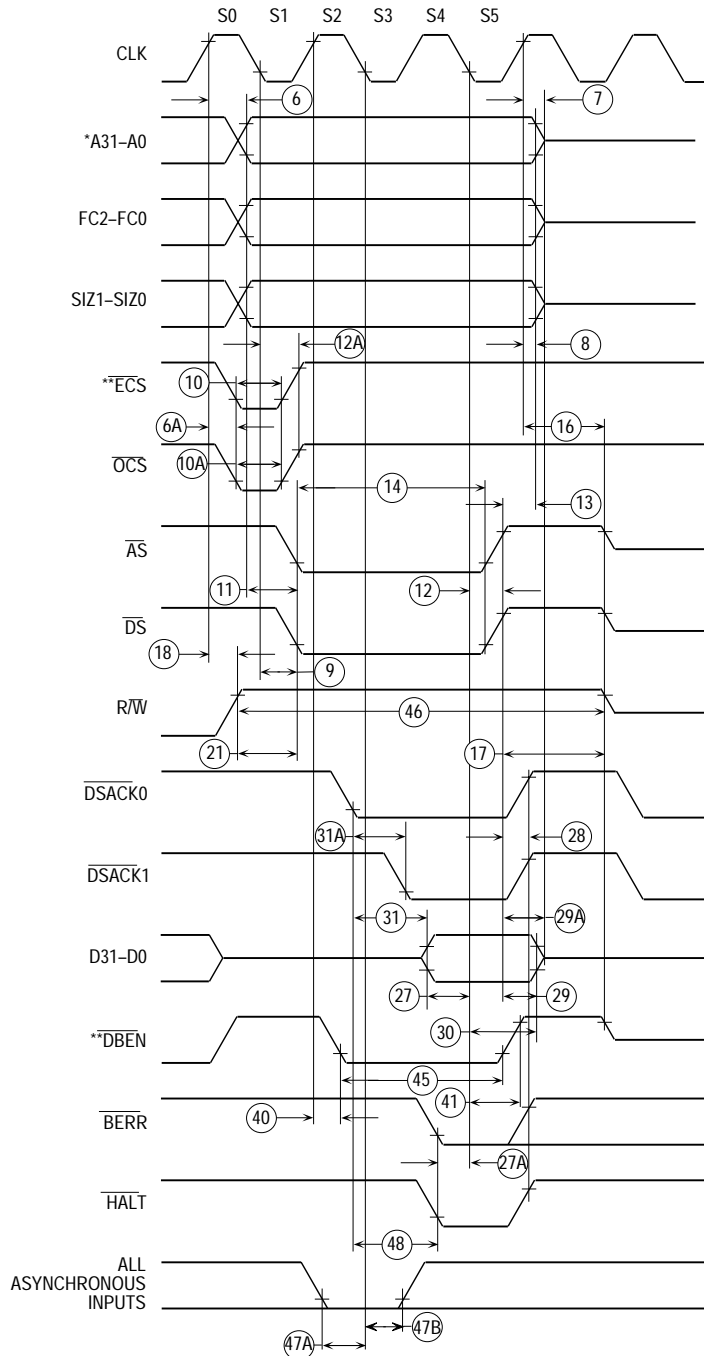 S0 S1 S2 S3 S4 S5
CLK
6 7
*A31–A0
FC2–FC0
SIZ1–SIZ0
12A 8
**ECS
10
6A 16
OCS
10A
14
13
AS
11 12
DS
18
9
R/W
46
21 17
DSACK0
31A 28
DSACK1
31 29A
D31–D0
27 29
30
**DBEN
45
41
40
BERR
27A
HALT
48
ALL
ASYNCHRONOUS
INPUTS
47A 47B